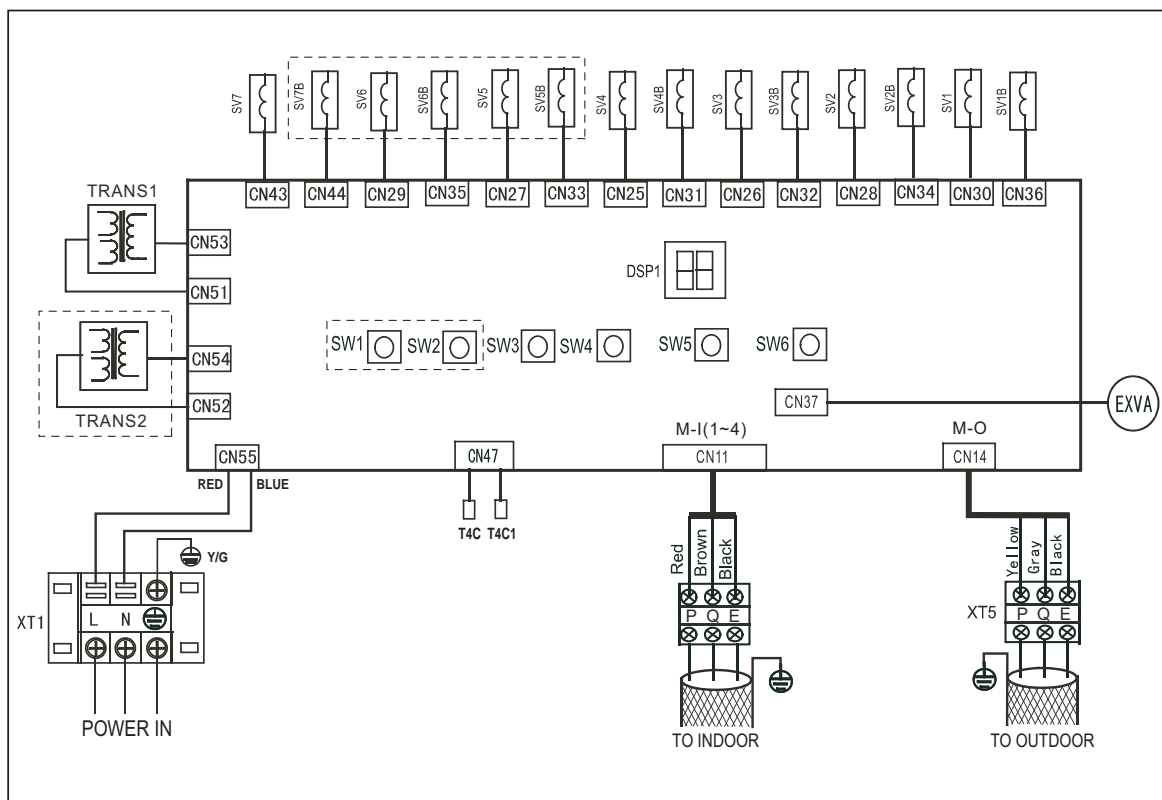 SV7 SV7B SV6 SV6B SV5 SV5B SV4 SV4B SV3 SV3B SV2 SV2B SV1 SV1B
CN43 CN44 CN29 CN35 CN27 CN33 CN25 CN31 CN26 CN32 CN28 CN34 CN30 CN36
TRANS1
CN53
CN51
DSP1
SW1 SW2 SW3 SW4 SW5 SW6
CN54
CN52
TRANS2
CN37
EXVA
M-I(1~4)
M-O
CN55
CN47
CN11
CN14
RED BLUE
T4C T4C1
Y/G
Red Brown Black
Yellow Gray Black
XT1
L N
P Q E
XT5
P Q E
POWER IN
TO INDOOR
TO OUTDOOR